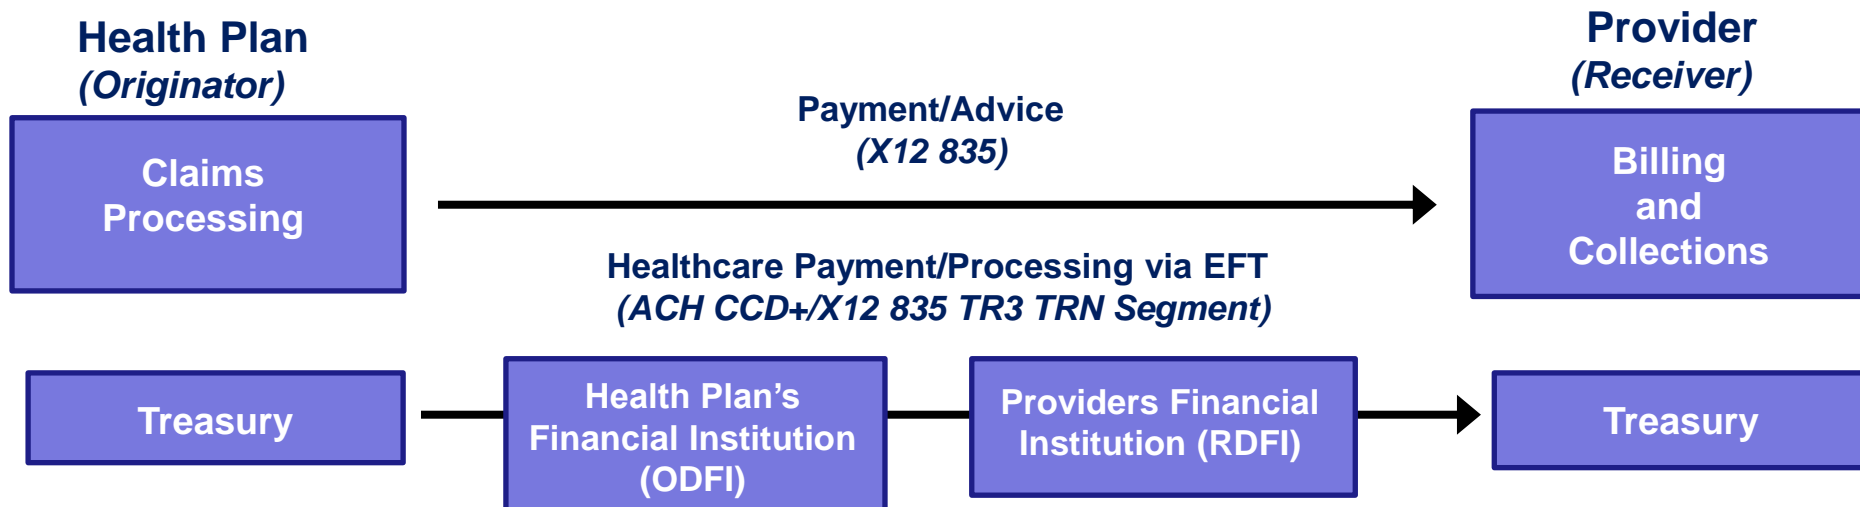 Health Plan
(Originator)
Provider
(Receiver)
Payment/Advice
(X12 835)
Claims
Processing
Billing
and
Collections
Healthcare Payment/Processing via EFT
(ACH CCD+/X12 835 TR3 TRN Segment)
Treasury
Health Plan’s
Financial Institution
(ODFI)
Providers Financial
Institution (RDFI)
Treasury